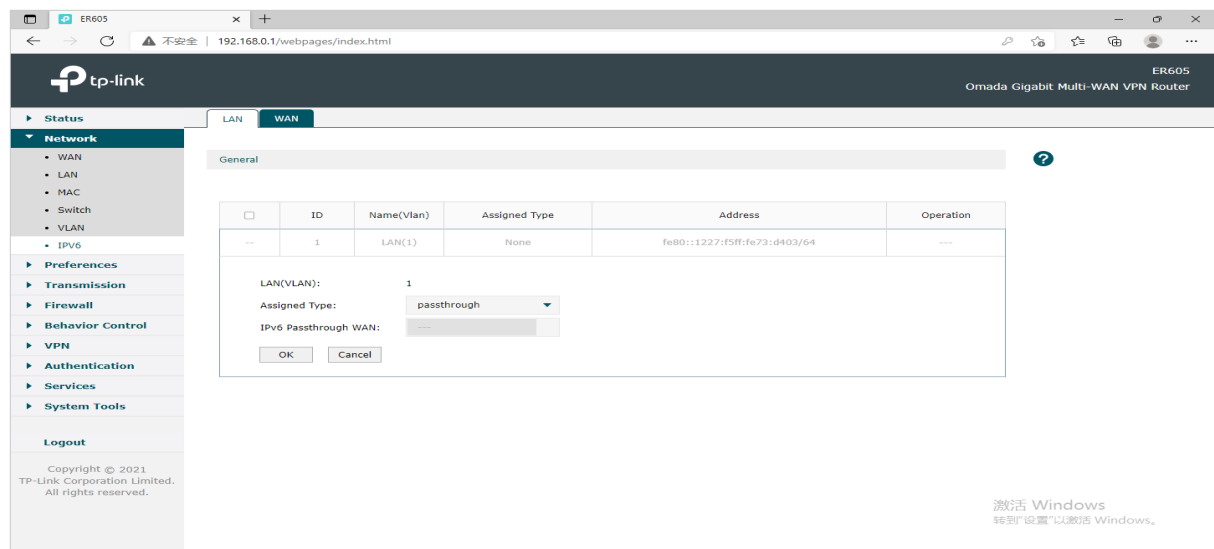 ER605
不安全 | 192.168.0.1/webpages/index.html
tp-link
ER605
Omada Gigabit Multi-WAN VPN Router
Status
Network
WAN
LAN
MAC
Switch
VLAN
IPV6
Preferences
Transmission
Firewall
Behavior Control
VPN
Authentication
Services
System Tools
Logout
Copyright © 2021
TP-Link Corporation Limited.
All rights reserved.
LAN WAN
General
ID Name(Vlan) Assigned Type Address Operation
-- 1 LAN(1) None fe80::1227:f5ff:fe73:d403/64 ---
LAN(VLAN): 1
Assigned Type: passthrough
IPv6 Passthrough WAN: ---
OK Cancel
激活 Windows
转到"设置"以激活 Windows。